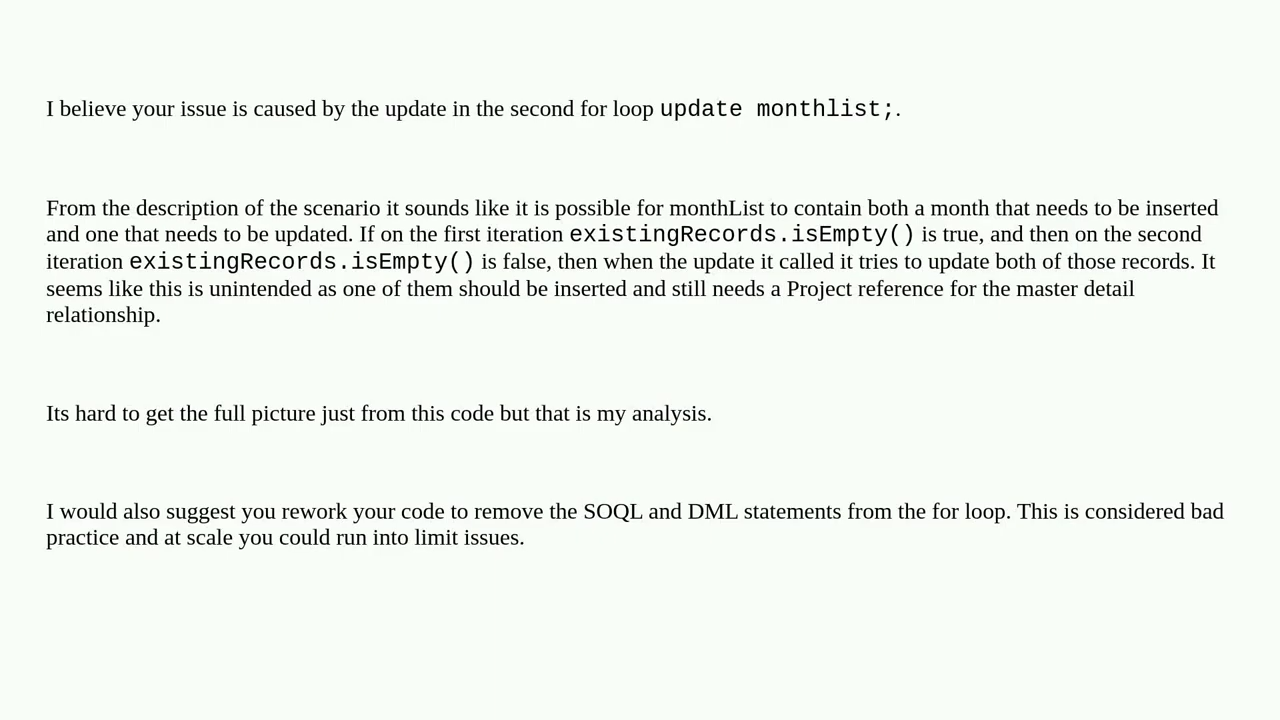 I believe your issue is caused by the update in the second for loop update monthlist;.
From the description of the scenario it sounds like it is possible for monthList to contain both a month that needs to be inserted
and one that needs to be updated. If on the first iteration existingRecords.isEmpty() is true, and then on the second
iteration existingRecords.isEmpty() is false, then when the update it called it tries to update both of those records. It
seems like this is unintended as one of them should be inserted and still needs a Project reference for the master detail
relationship.
Its hard to get the full picture just from this code but that is my analysis.
I would also suggest you rework your code to remove the SOQL and DML statements from the for loop. This is considered bad
practice and at scale you could run into limit issues.